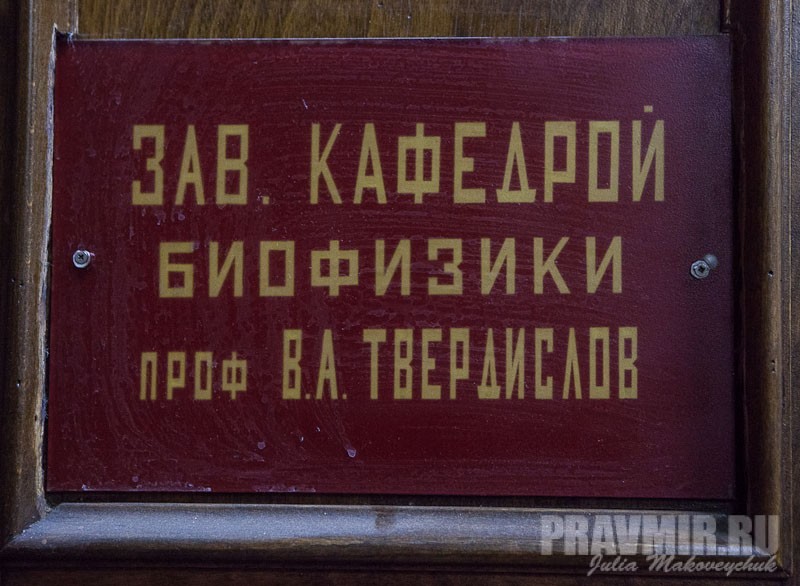 ЗАВ. КАФЕДРОЙ
БИОФИЗИКИ
ПРОФ В.А. ТВЕРДИСЛОВ
PRAVMIR.RU
Julia Makoveychuk